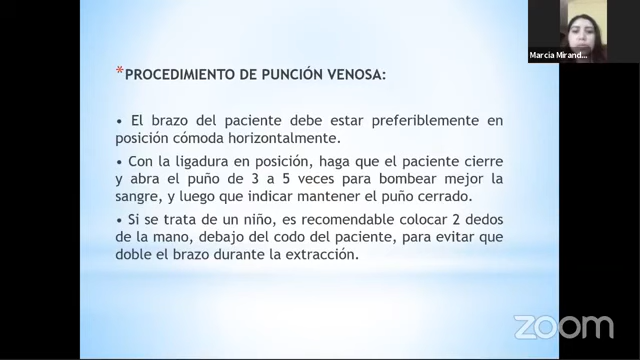 Marcia Mirand...
*PROCEDIMIENTO DE PUNCIÓN VENOSA:
• El brazo del paciente debe estar preferiblemente en
posición cómoda horizontalmente.
• Con la ligadura en posición, haga que el paciente cierre
y abra el puño de 3 a 5 veces para bombear mejor la
sangre, y luego que indicar mantener el puño cerrado.
• Si se trata de un niño, es recomendable colocar 2 dedos
de la mano, debajo del codo del paciente, para evitar que
doble el brazo durante la extracción.
zoom